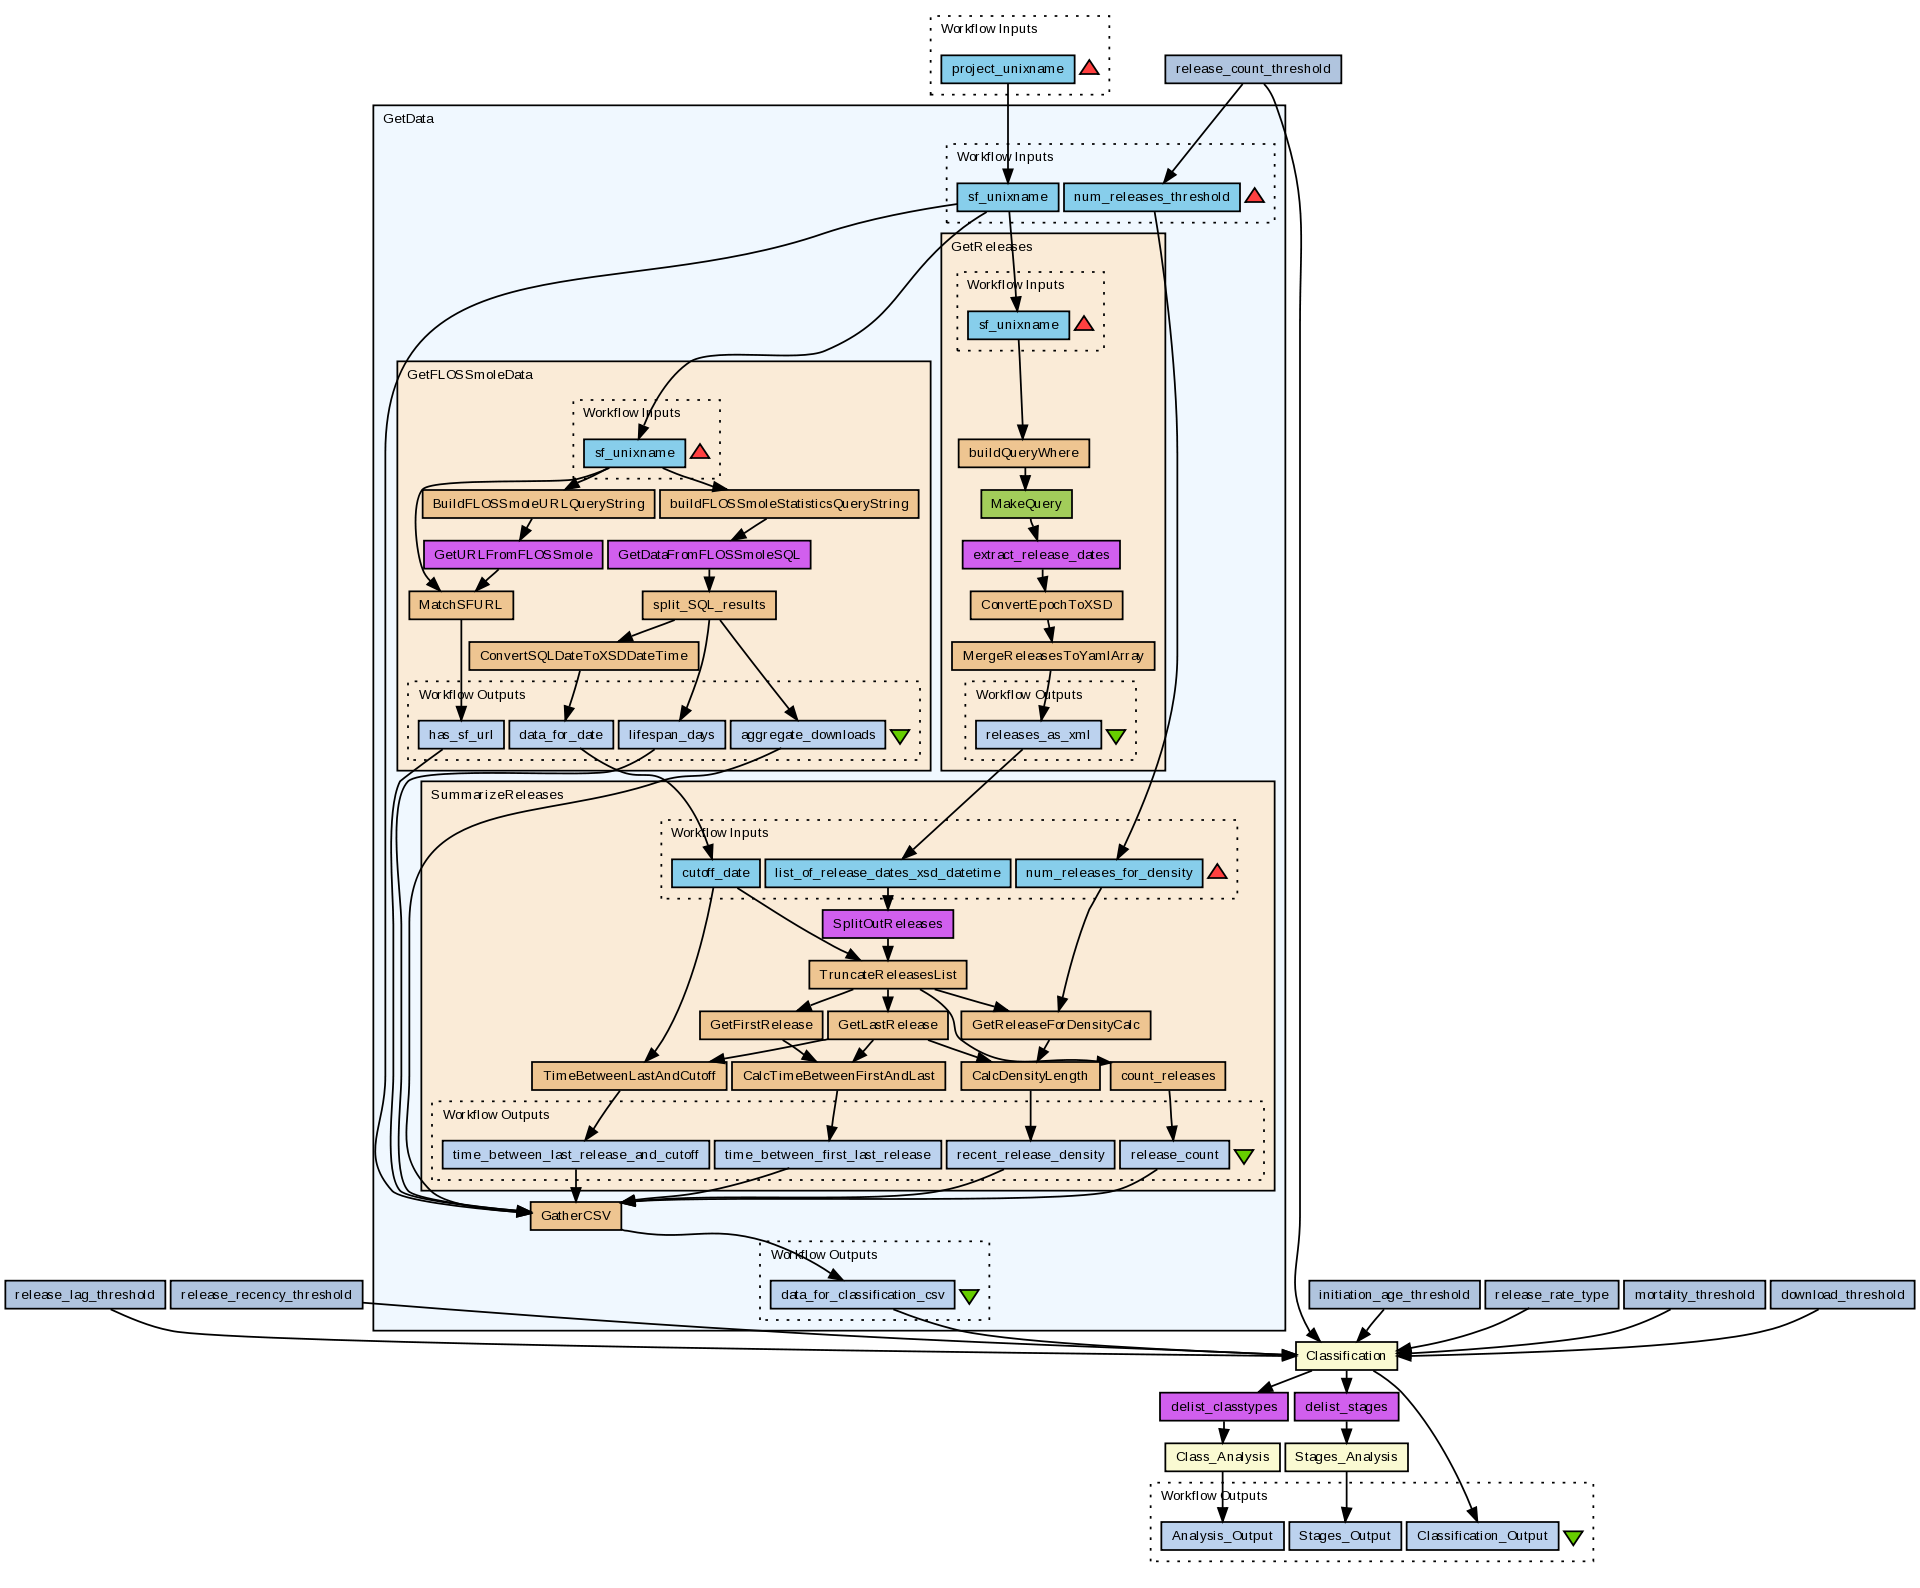 Workflow Inputs
project_unixname
release_count_threshold
GetData
Workflow Inputs
sf_unixname
num_releases_threshold
GetReleases
Workflow Inputs
sf_unixname
GetFLOSSmoleData
Workflow Inputs
sf_unixname
buildQueryWhere
BuildFLOSSmoleURLQueryString
buildFLOSSmoleStatisticsQueryString
MakeQuery
GetURLFromFLOSSmole
GetDataFromFLOSSmoleSQL
extract_release_dates
MatchSFURL
split_SQL_results
ConvertEpochToXSD
ConvertSQLDateToXSDDateTime
MergeReleasesToYamlArray
Workflow Outputs
Workflow Outputs
has_sf_url
data_for_date
lifespan_days
aggregate_downloads
releases_as_xml
SummarizeReleases
Workflow Inputs
cutoff_date
list_of_release_dates_xsd_datetime
num_releases_for_density
SplitOutReleases
TruncateReleasesList
GetFirstRelease
GetLastRelease
GetReleaseForDensityCalc
TimeBetweenLastAndCutoff
CalcTimeBetweenFirstAndLast
CalcDensityLength
count_releases
Workflow Outputs
time_between_last_release_and_cutoff
time_between_first_last_release
recent_release_density
release_count
GatherCSV
Workflow Outputs
release_lag_threshold
release_recency_threshold
data_for_classification_csv
initiation_age_threshold
release_rate_type
mortality_threshold
download_threshold
Classification
delist_classtypes
delist_stages
Class_Analysis
Stages_Analysis
Workflow Outputs
Analysis_Output
Stages_Output
Classification_Output